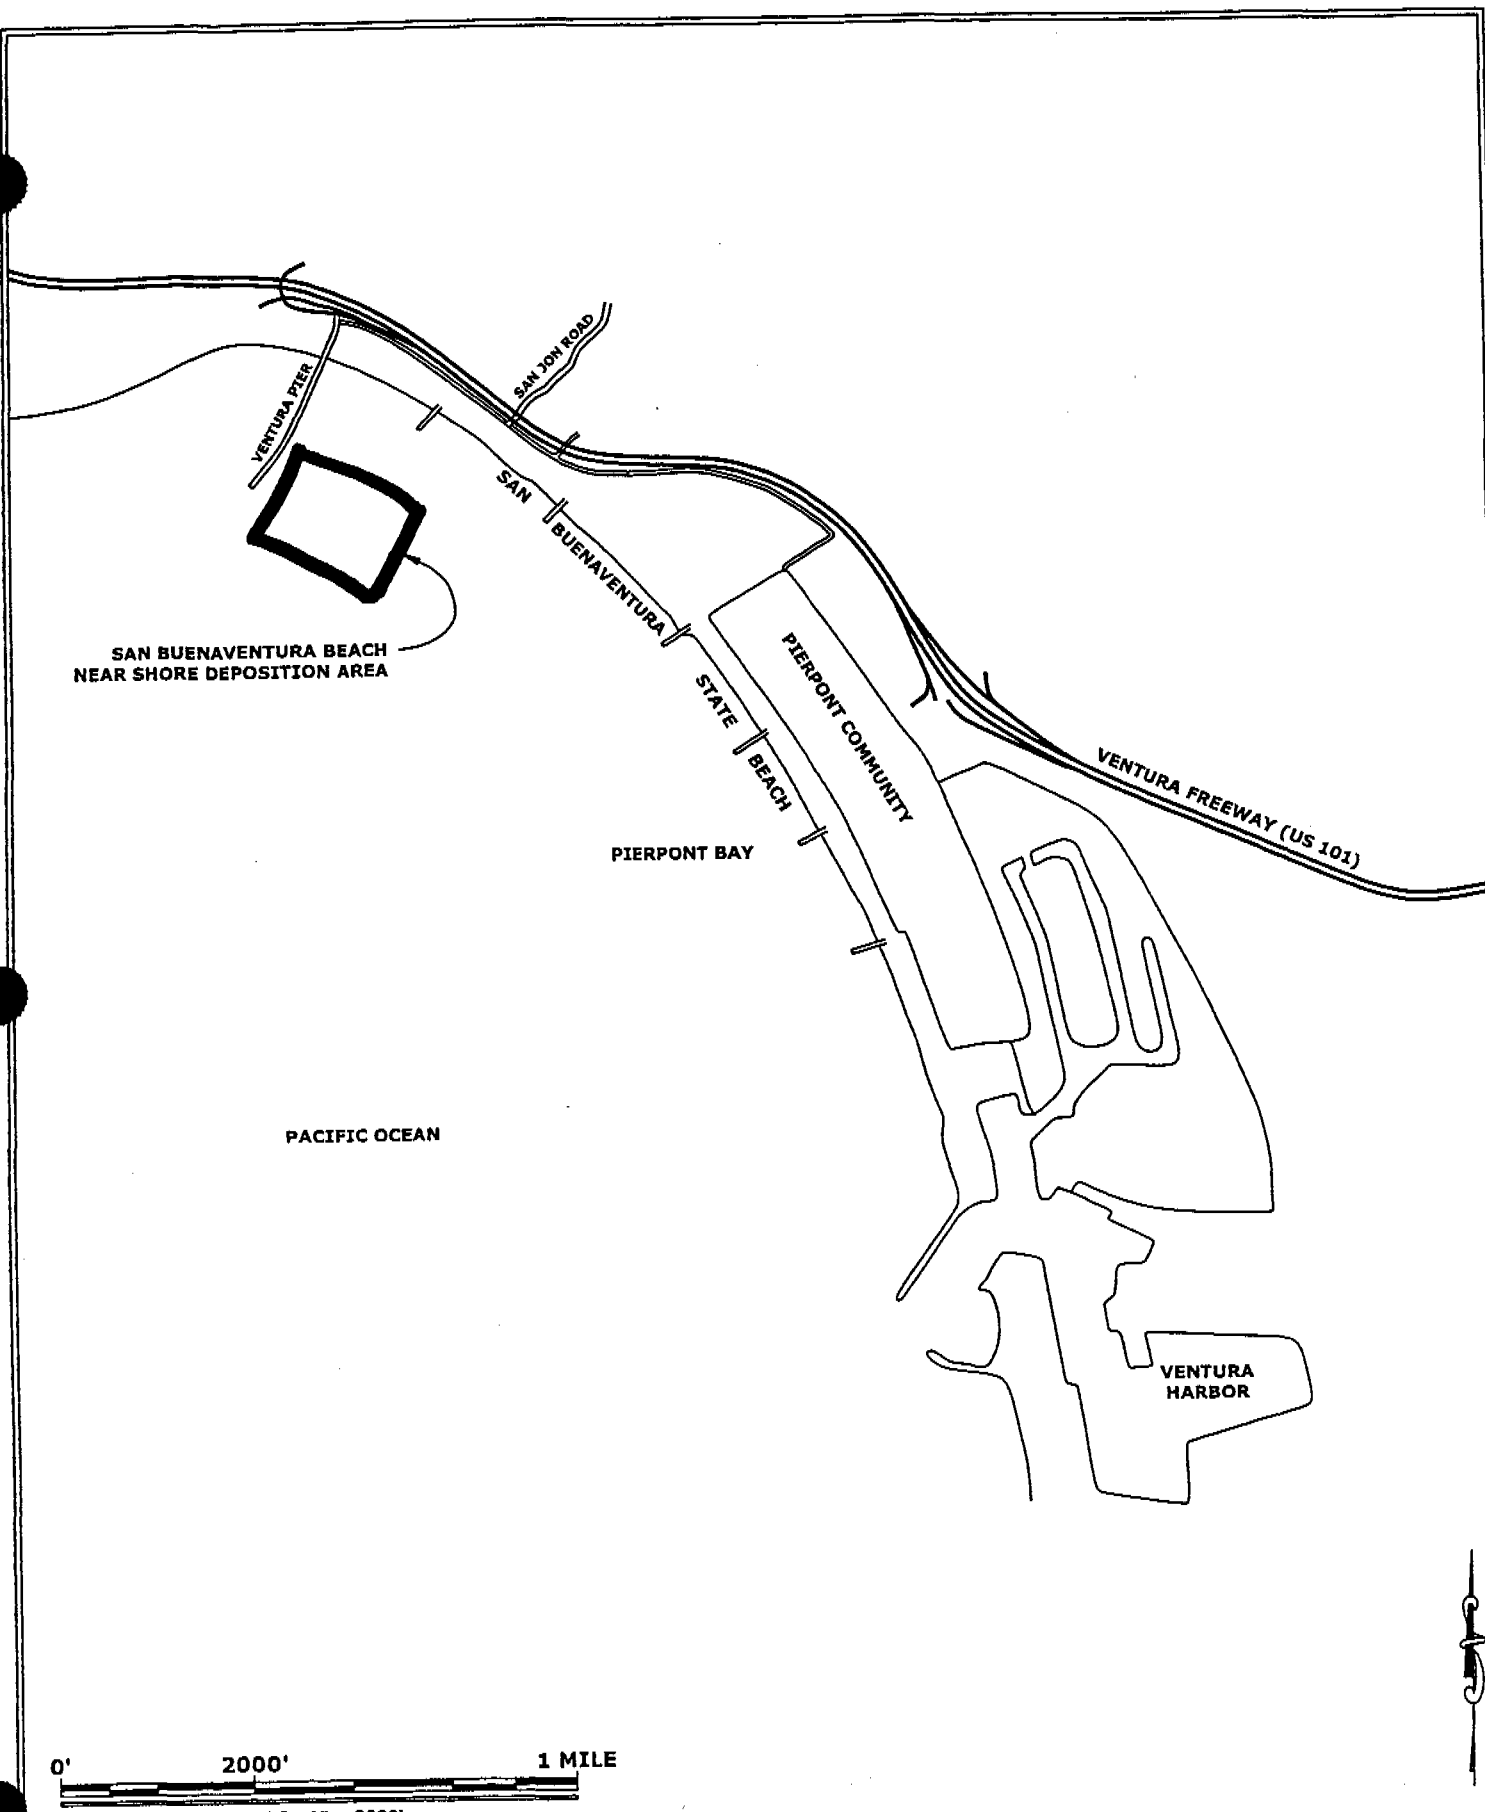 SAN JON ROAD
VENTURA PIER
SAN
BUENAVENTURA
STATE
BEACH
SAN BUENAVENTURA BEACH
NEAR SHORE DEPOSITION AREA
PIERPONT COMMUNITY
VENTURA FREEWAY (US 101)
PIERPONT BAY
PACIFIC OCEAN
VENTURA
HARBOR
0' 2000' 1 MILE